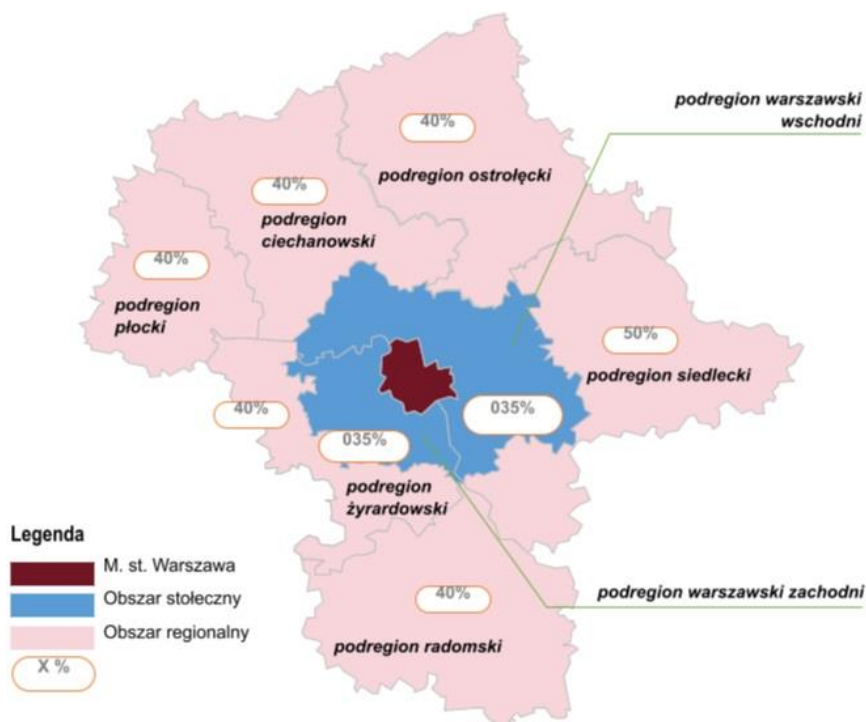 podregion warszawski
wschodni
40%
podregion ostrołęcki
40%
podregion
ciechanowski
40%
podregion
płocki
50%
podregion siedlecki
40%
035%
035%
podregion
żyrardowski
Legenda
M. st. Warszawa
Obszar stołeczny
Obszar regionalny
X %
40%
podregion radomski
podregion warszawski zachodni